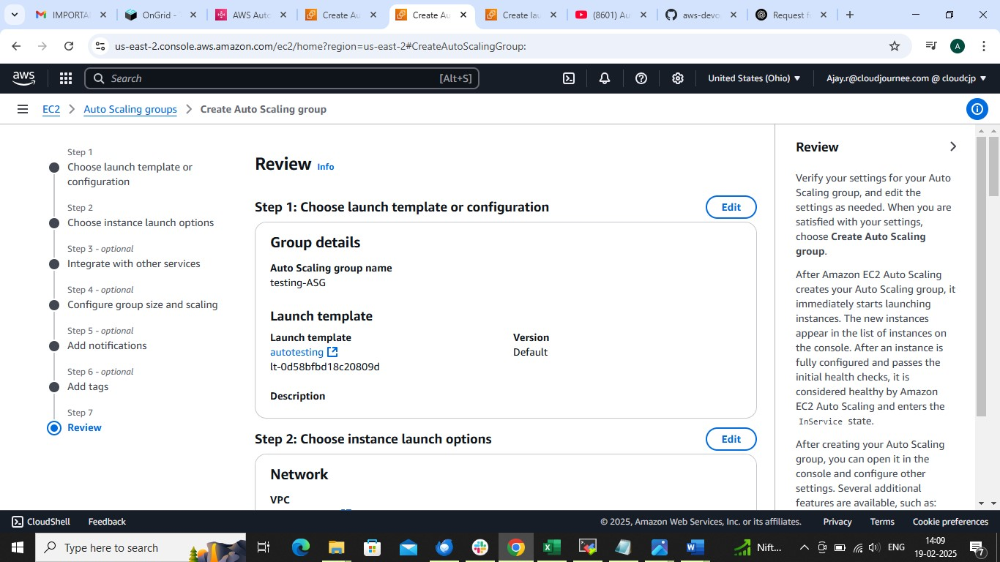 IMPORTA
OnGrid -
AWS Auto
Create Au
Create Au
Create lau
(8601) Au
aws-devo
Request f
us-east-2.console.aws.amazon.com/ec2/home?region=us-east-2#CreateAutoScalingGroup:
A
aws
Search
[Alt+S]
United States (Ohio)
Ajay.r@cloudjournee.com @ cloudcjp
EC2
Auto Scaling groups
Create Auto Scaling group
Step 1
Choose launch template or
configuration
Step 2
Choose instance launch options
Step 3 - optional
Integrate with other services
Step 4 - optional
Configure group size and scaling
Step 5 - optional
Add notifications
Step 6 - optional
Add tags
Step 7
Review
Review Info
Step 1: Choose launch template or configuration
Edit
Group details
Auto Scaling group name
testing-ASG
Launch template
Launch template
autotesting
lt-0d58bfbd18c20809d
Version
Default
Description
Step 2: Choose instance launch options
Edit
Network
VPC
Review
Verify your settings for your Auto
Scaling group, and edit the
settings as needed. When you are
satisfied with your settings,
choose Create Auto Scaling
group.
After Amazon EC2 Auto Scaling
creates your Auto Scaling group, it
immediately starts launching
instances. The new instances
appear in the list of instances on
the console. After an instance is
fully configured and passes the
initial health checks, it is
considered healthy by Amazon
EC2 Auto Scaling and enters the
InService state.
After creating your Auto Scaling
group, you can open it in the
console and configure other
settings. Several additional
features are available, such as:
CloudShell
Feedback
© 2025, Amazon Web Services, Inc. or its affiliates.
Privacy
Terms
Cookie preferences
Type here to search
Nift...
ENG
14:09
19-02-2025
7